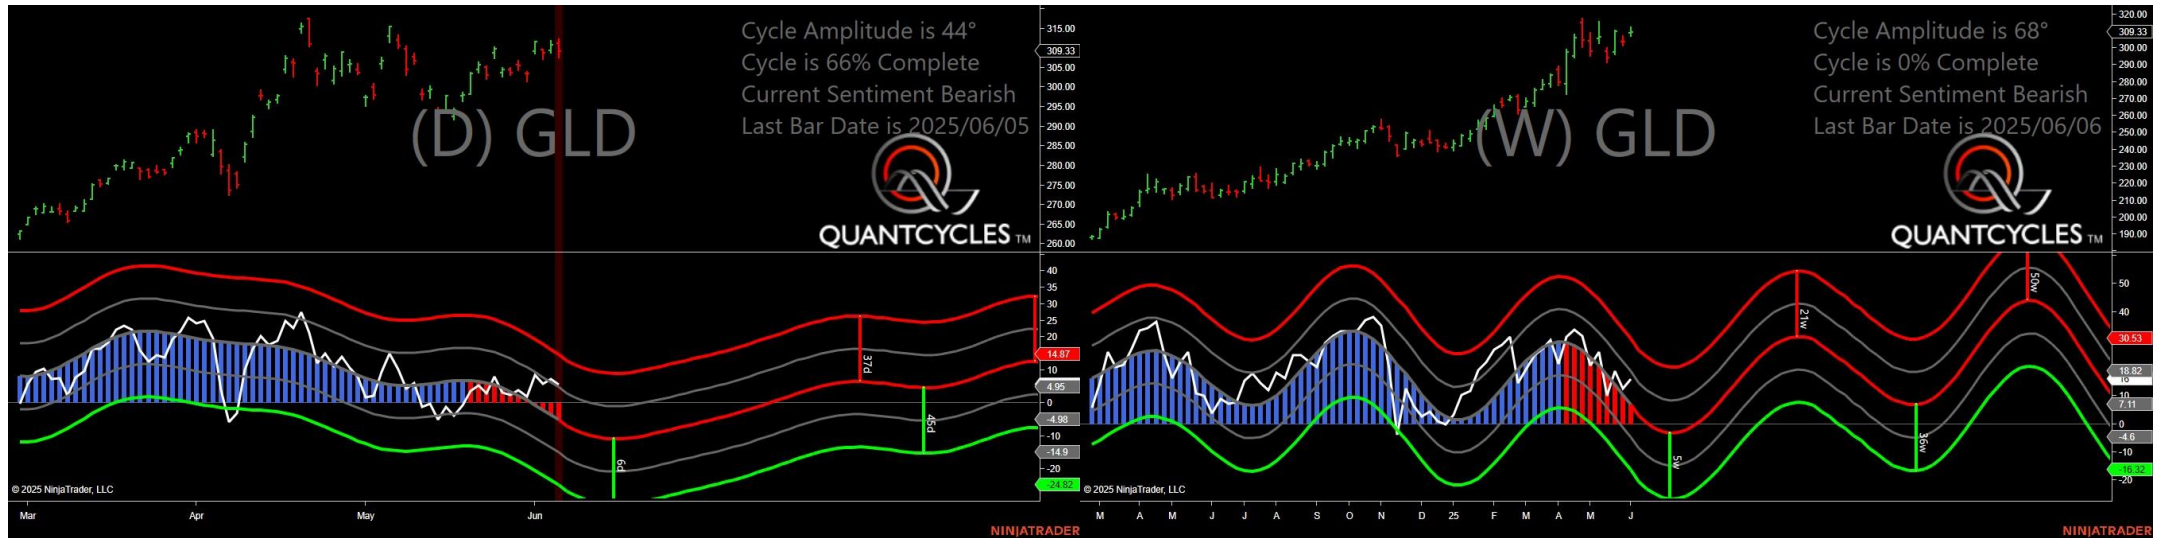 Cycle Amplitude is 44°
Cycle is 66% Complete
Current Sentiment Bearish
Last Bar Date is 2025/06/05
(D) GLD
QUANTCYCLES TM
315.00
309.33
305.00
300.00
295.00
290.00
285.00
280.00
275.00
270.00
265.00
260.00
40
35
30
25
20
14.87
10
4.95
0
-4.98
-10
-14.9
-20
-24.82
37d
45d
6d
© 2025 NinjaTrader, LLC
Mar Apr May Jun
NINJATRADER
Cycle Amplitude is 68°
Cycle is 0% Complete
Current Sentiment Bearish
Last Bar Date is 2025/06/06
(W) GLD
QUANTCYCLES TM
320.00
309.33
300.00
290.00
280.00
270.00
260.00
250.00
240.00
230.00
220.00
210.00
200.00
190.00
50
40
30.53
18.82
16
10
7.11
0
-4.6
-10
-16.32
-20
50w
21w
36w
5w
© 2025 NinjaTrader, LLC
M A M J J A S O N D 25 F M A M J
NINJATRADER